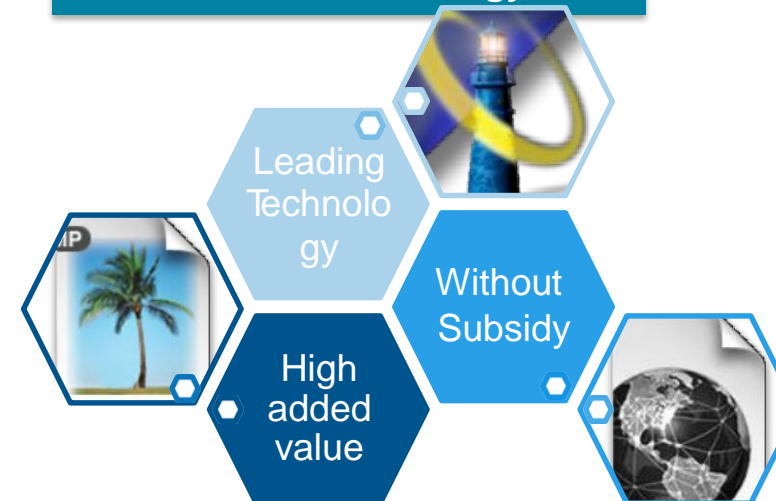 Leading
Technolo
gy
Without
Subsidy
High
added
value